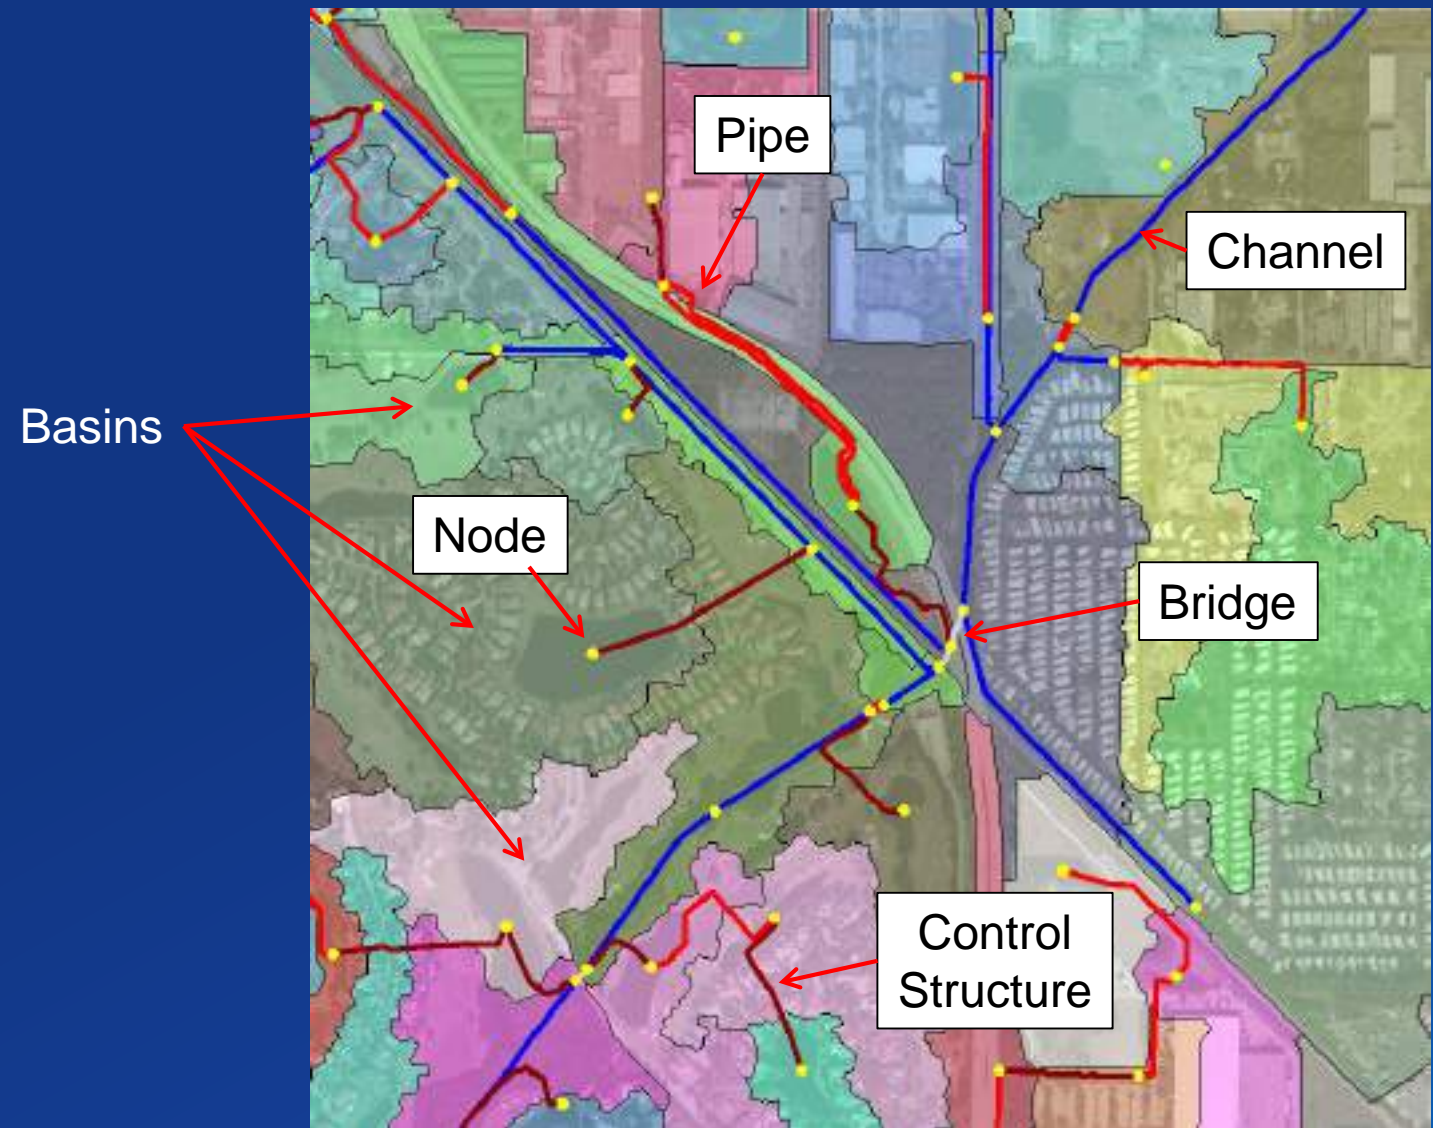 Pipe
Channel
Basins
Node
Bridge
Control
Structure